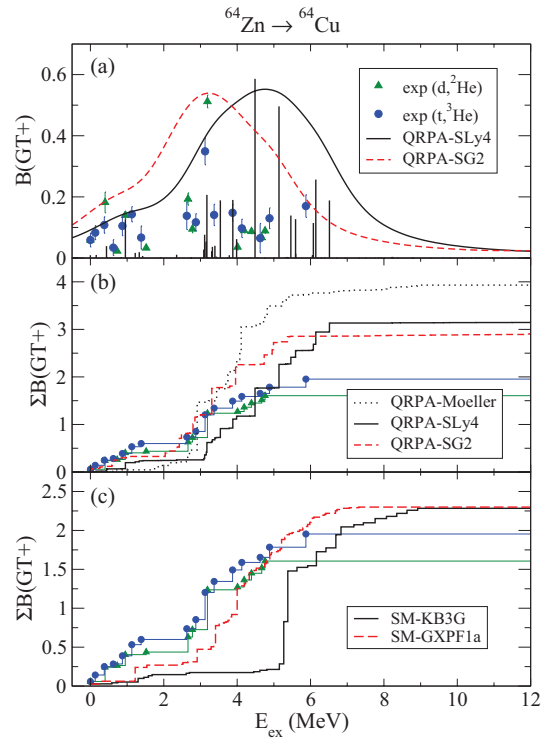 ⁶⁴Zn → ⁶⁴Cu
(a)
exp (d,²He)
exp (t,³He)
QRPA-SLy4
QRPA-SG2
B(GT+)
0.6
0.4
0.2
0
(b)
ΣB(GT+)
4
3
2
1
0
QRPA-Moeller
QRPA-SLy4
QRPA-SG2
(c)
ΣB(GT+)
2.5
2
1.5
1
0.5
0
SM-KB3G
SM-GXPF1a
0 2 4 6 8 10 12
E_ex (MeV)